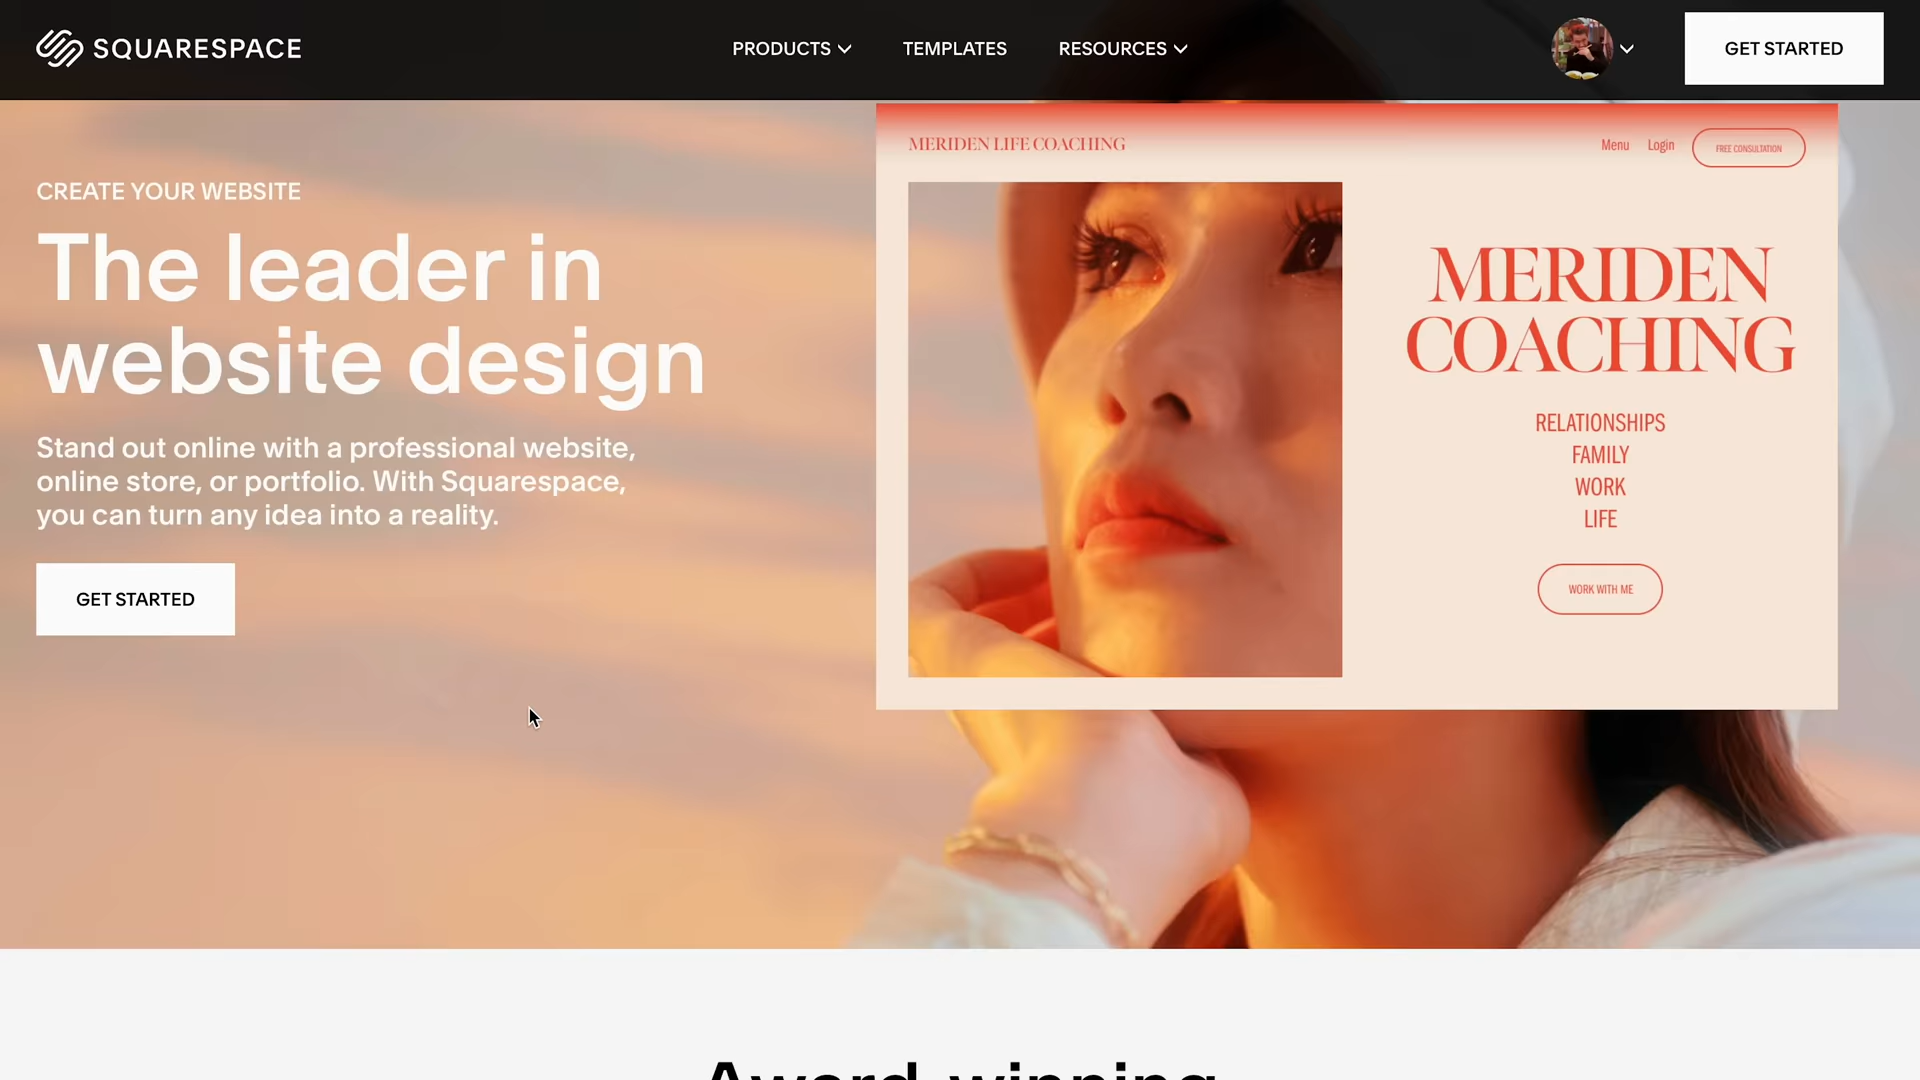 SQUARESPACE
PRODUCTS
TEMPLATES
RESOURCES
GET STARTED
CREATE YOUR WEBSITE
The leader in
website design
Stand out online with a professional website,
online store, or portfolio. With Squarespace,
you can turn any idea into a reality.
GET STARTED
MERIDEN LIFE COACHING
Menu
Login
FREE CONSULTATION
MERIDEN
COACHING
RELATIONSHIPS
FAMILY
WORK
LIFE
WORK WITH ME
Award-winning